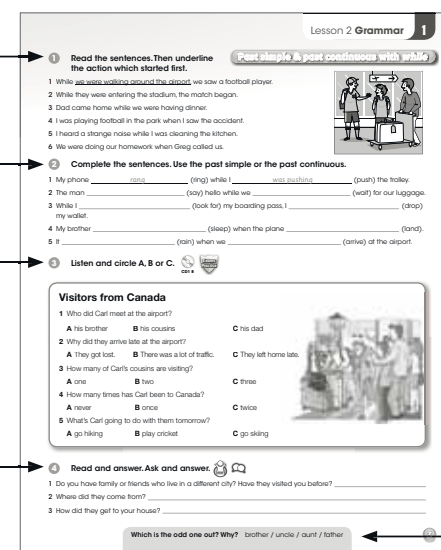 Lesson 2 Grammar 1
1 Read the sentences. Then underline
the action which started first.
Past simple & past continuous with while
1 While we were walking around the airport, we saw a football player.
2 While they were entering the stadium, the match began.
3 Dad came home while we were having dinner.
4 I was playing football in the park when I saw the accident.
5 I heard a strange noise while I was cleaning the kitchen.
6 We were doing our homework when Greg called us.
2 Complete the sentences. Use the past simple or the past continuous.
1 My phone rang (ring) while I was pushing (push) the trolley.
2 The man (say) hello while we (wait) for our luggage.
3 While I (look for) my boarding pass, I (drop)
my wallet.
4 My brother (sleep) when the plane (land).
5 It (rain) when we (arrive) at the airport.
3 Listen and circle A, B or C.
Visitors from Canada
1 Who did Carl meet at the airport?
A his brother B his cousins C his dad
2 Why did they arrive late at the airport?
A They got lost. B There was a lot of traffic. C They left home late.
3 How many of Carl's cousins are visiting?
A one B two C three
4 How many times has Carl been to Canada?
A never B once C twice
5 What's Carl going to do with them tomorrow?
A go hiking B play cricket C go skiing
4 Read and answer. Ask and answer.
1 Do you have family or friends who live in a different city? Have they visited you before?
2 Where did they come from?
3 How did they get to your house?
Which is the odd one out? Why? brother / uncle / aunt / father